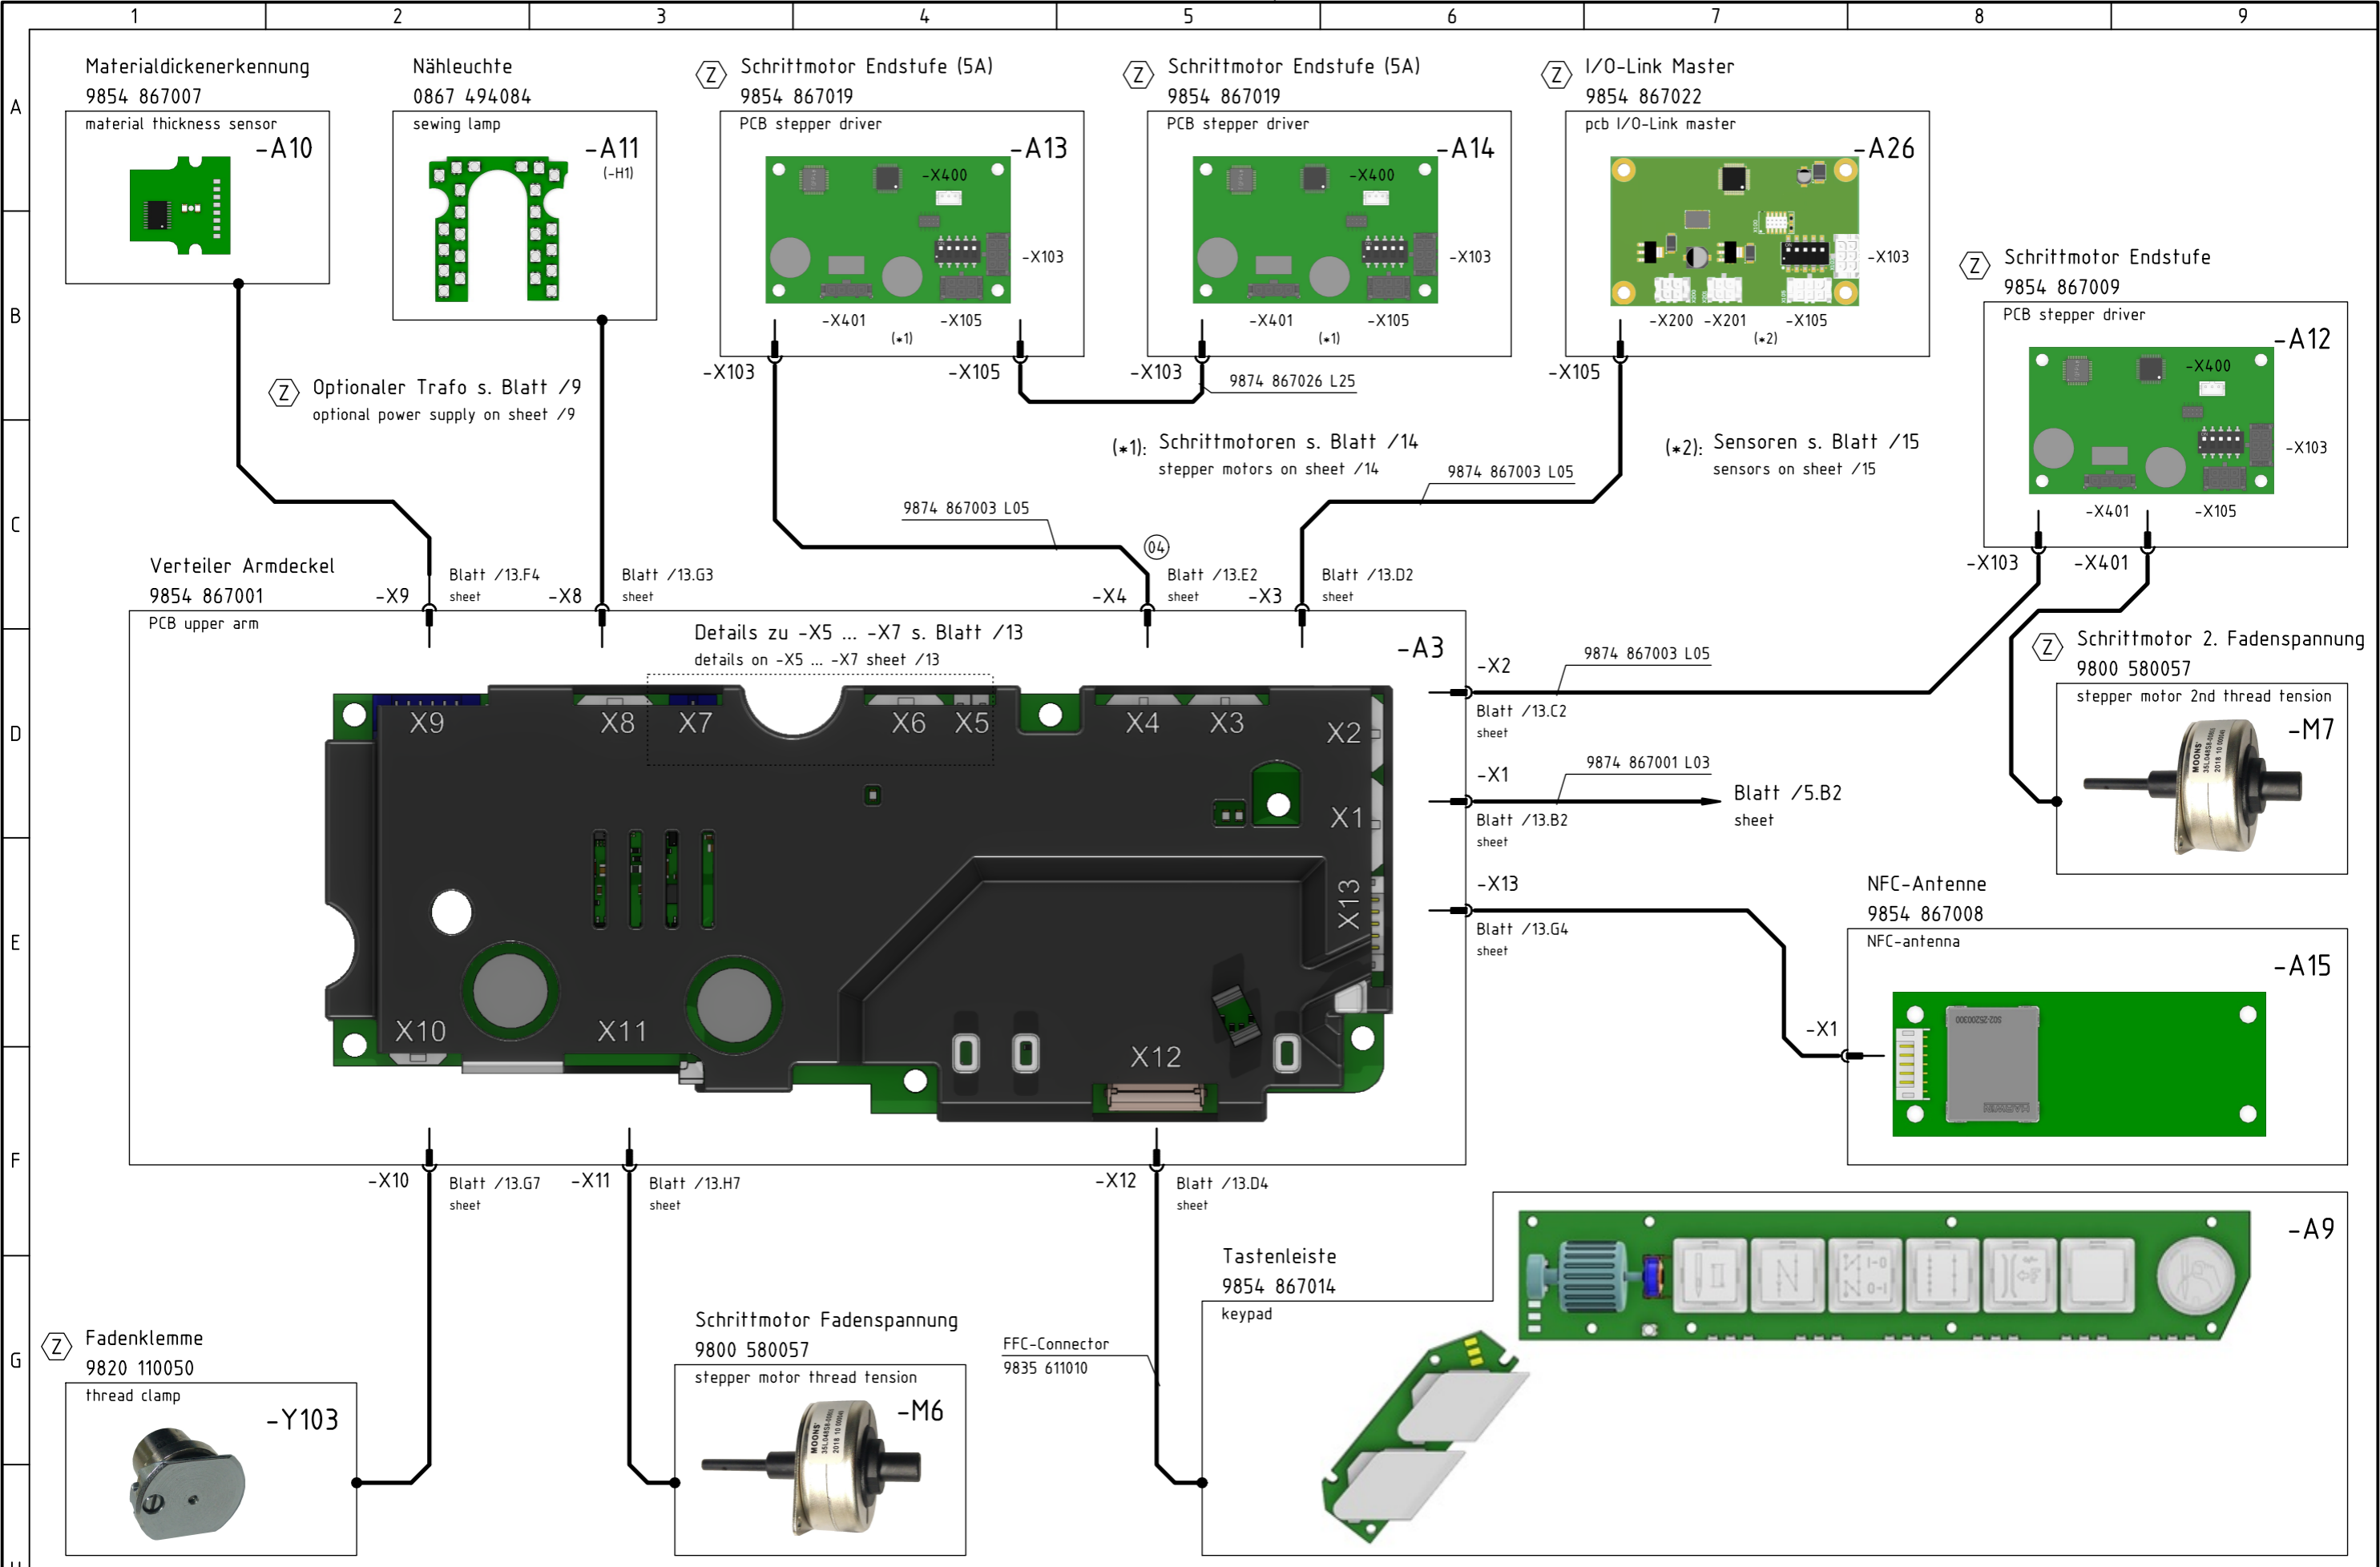 1 2 3 4 5 6 7 8 9
A
B
C
D
E
F
G
Materialdickenerkennung
9854 867007
material thickness sensor
-A10
Nähleuchte
0867 494084
sewing lamp
-A11
(-H1)
Z Schrittmotor Endstufe (5A)
9854 867019
PCB stepper driver
-A13
-X400
-X103
-X401 -X105
(*1)
-X103
-X105
Z Schrittmotor Endstufe (5A)
9854 867019
PCB stepper driver
-A14
-X400
-X103
-X401 -X105
(*1)
-X103
9874 867026 L25
Z I/O-Link Master
9854 867022
pcb I/O-Link master
-A26
-X103
-X200 -X201 -X105
(*2)
-X105
Z Schrittmotor Endstufe
9854 867009
PCB stepper driver
-A12
-X400
-X103
-X401 -X105
-X103 -X401
Z Optionaler Trafo s. Blatt /9
optional power supply on sheet /9
(*1): Schrittmotoren s. Blatt /14
stepper motors on sheet /14
(*2): Sensoren s. Blatt /15
sensors on sheet /15
9874 867003 L05
9874 867003 L05
04
Verteiler Armdeckel
9854 867001
PCB upper arm
-X9 Blatt /13.F4
sheet
-X8 Blatt /13.G3
sheet
-X4 Blatt /13.E2
sheet
-X3 Blatt /13.D2
sheet
Details zu -X5 ... -X7 s. Blatt /13
details on -X5 ... -X7 sheet /13
-A3
X9 X8 X7 X6 X5 X4 X3
X2
X1
X13
X10 X11 X12
-X2
9874 867003 L05
Blatt /13.C2
sheet
-X1
9874 867001 L03
Blatt /13.B2
sheet
Blatt /5.B2
sheet
-X13
Blatt /13.G4
sheet
Z Schrittmotor 2. Fadenspannung
9800 580057
stepper motor 2nd thread tension
-M7
MOONS'
2018 10
NFC-Antenne
9854 867008
NFC-antenna
-A15
-X1
-X10 Blatt /13.G7
sheet
-X11 Blatt /13.H7
sheet
-X12 Blatt /13.D4
sheet
Z Fadenklemme
9820 110050
thread clamp
-Y103
Schrittmotor Fadenspannung
9800 580057
stepper motor thread tension
-M6
MOONS'
2018 10
FFC-Connector
9835 611010
Tastenleiste
9854 867014
keypad
-A9